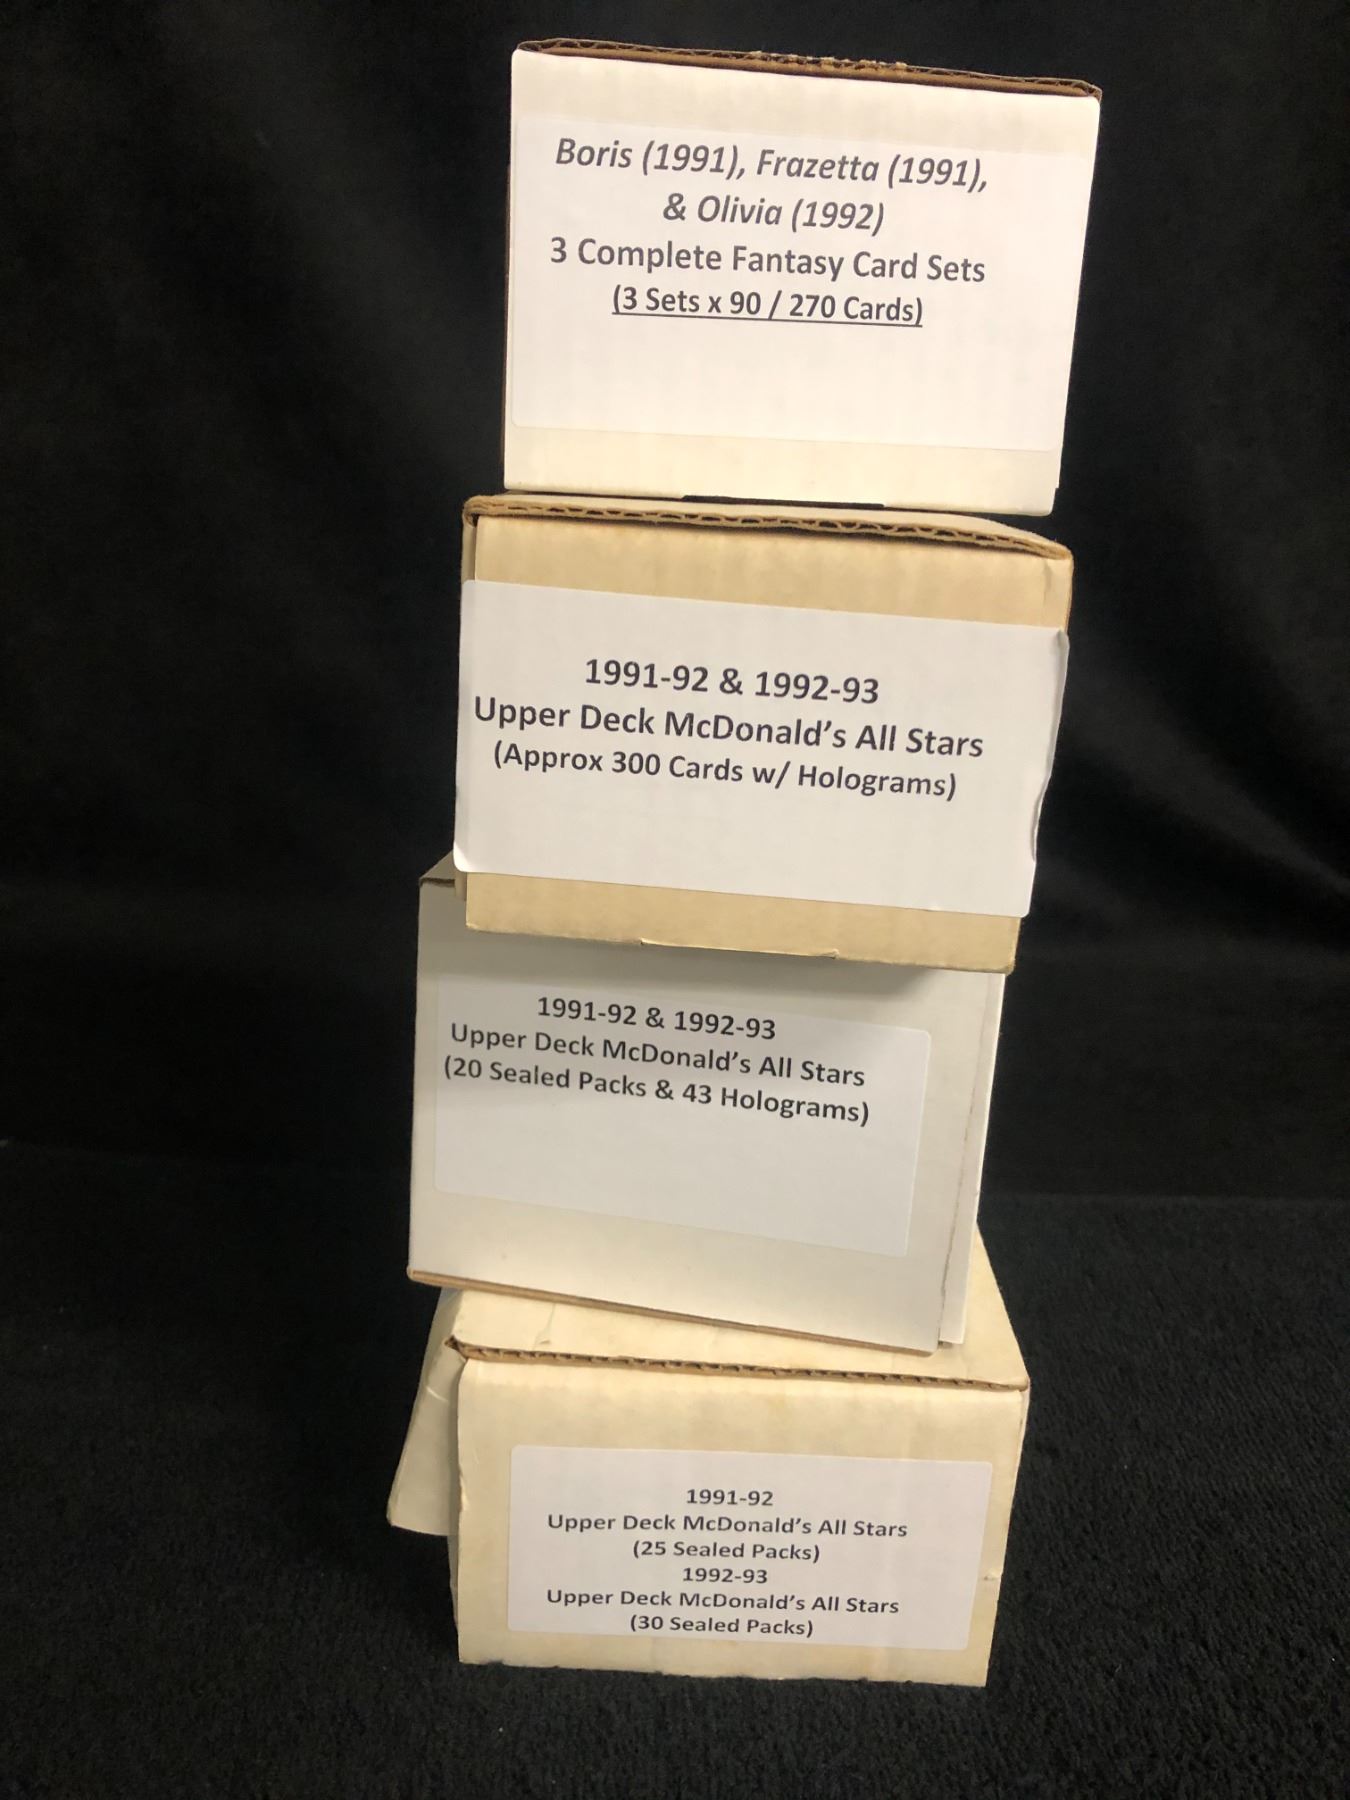 Boris (1991), Frazetta (1991),
& Olivia (1992)
3 Complete Fantasy Card Sets
(3 Sets x 90 / 270 Cards)
1991-92 & 1992-93
Upper Deck McDonald's All Stars
(Approx 300 Cards w/ Holograms)
1991-92 & 1992-93
Upper Deck McDonald's All Stars
(20 Sealed Packs & 43 Holograms)
1991-92
Upper Deck McDonald's All Stars
(25 Sealed Packs)
1992-93
Upper Deck McDonald's All Stars
(30 Sealed Packs)